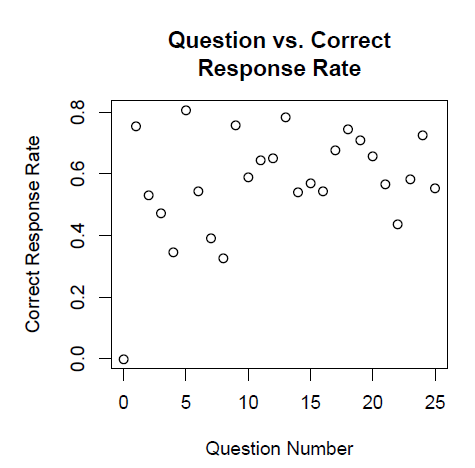 Question vs. Correct
Response Rate
Correct Response Rate
0.8
0.6
0.4
0.2
0.0
0 5 10 15 20 25
Question Number